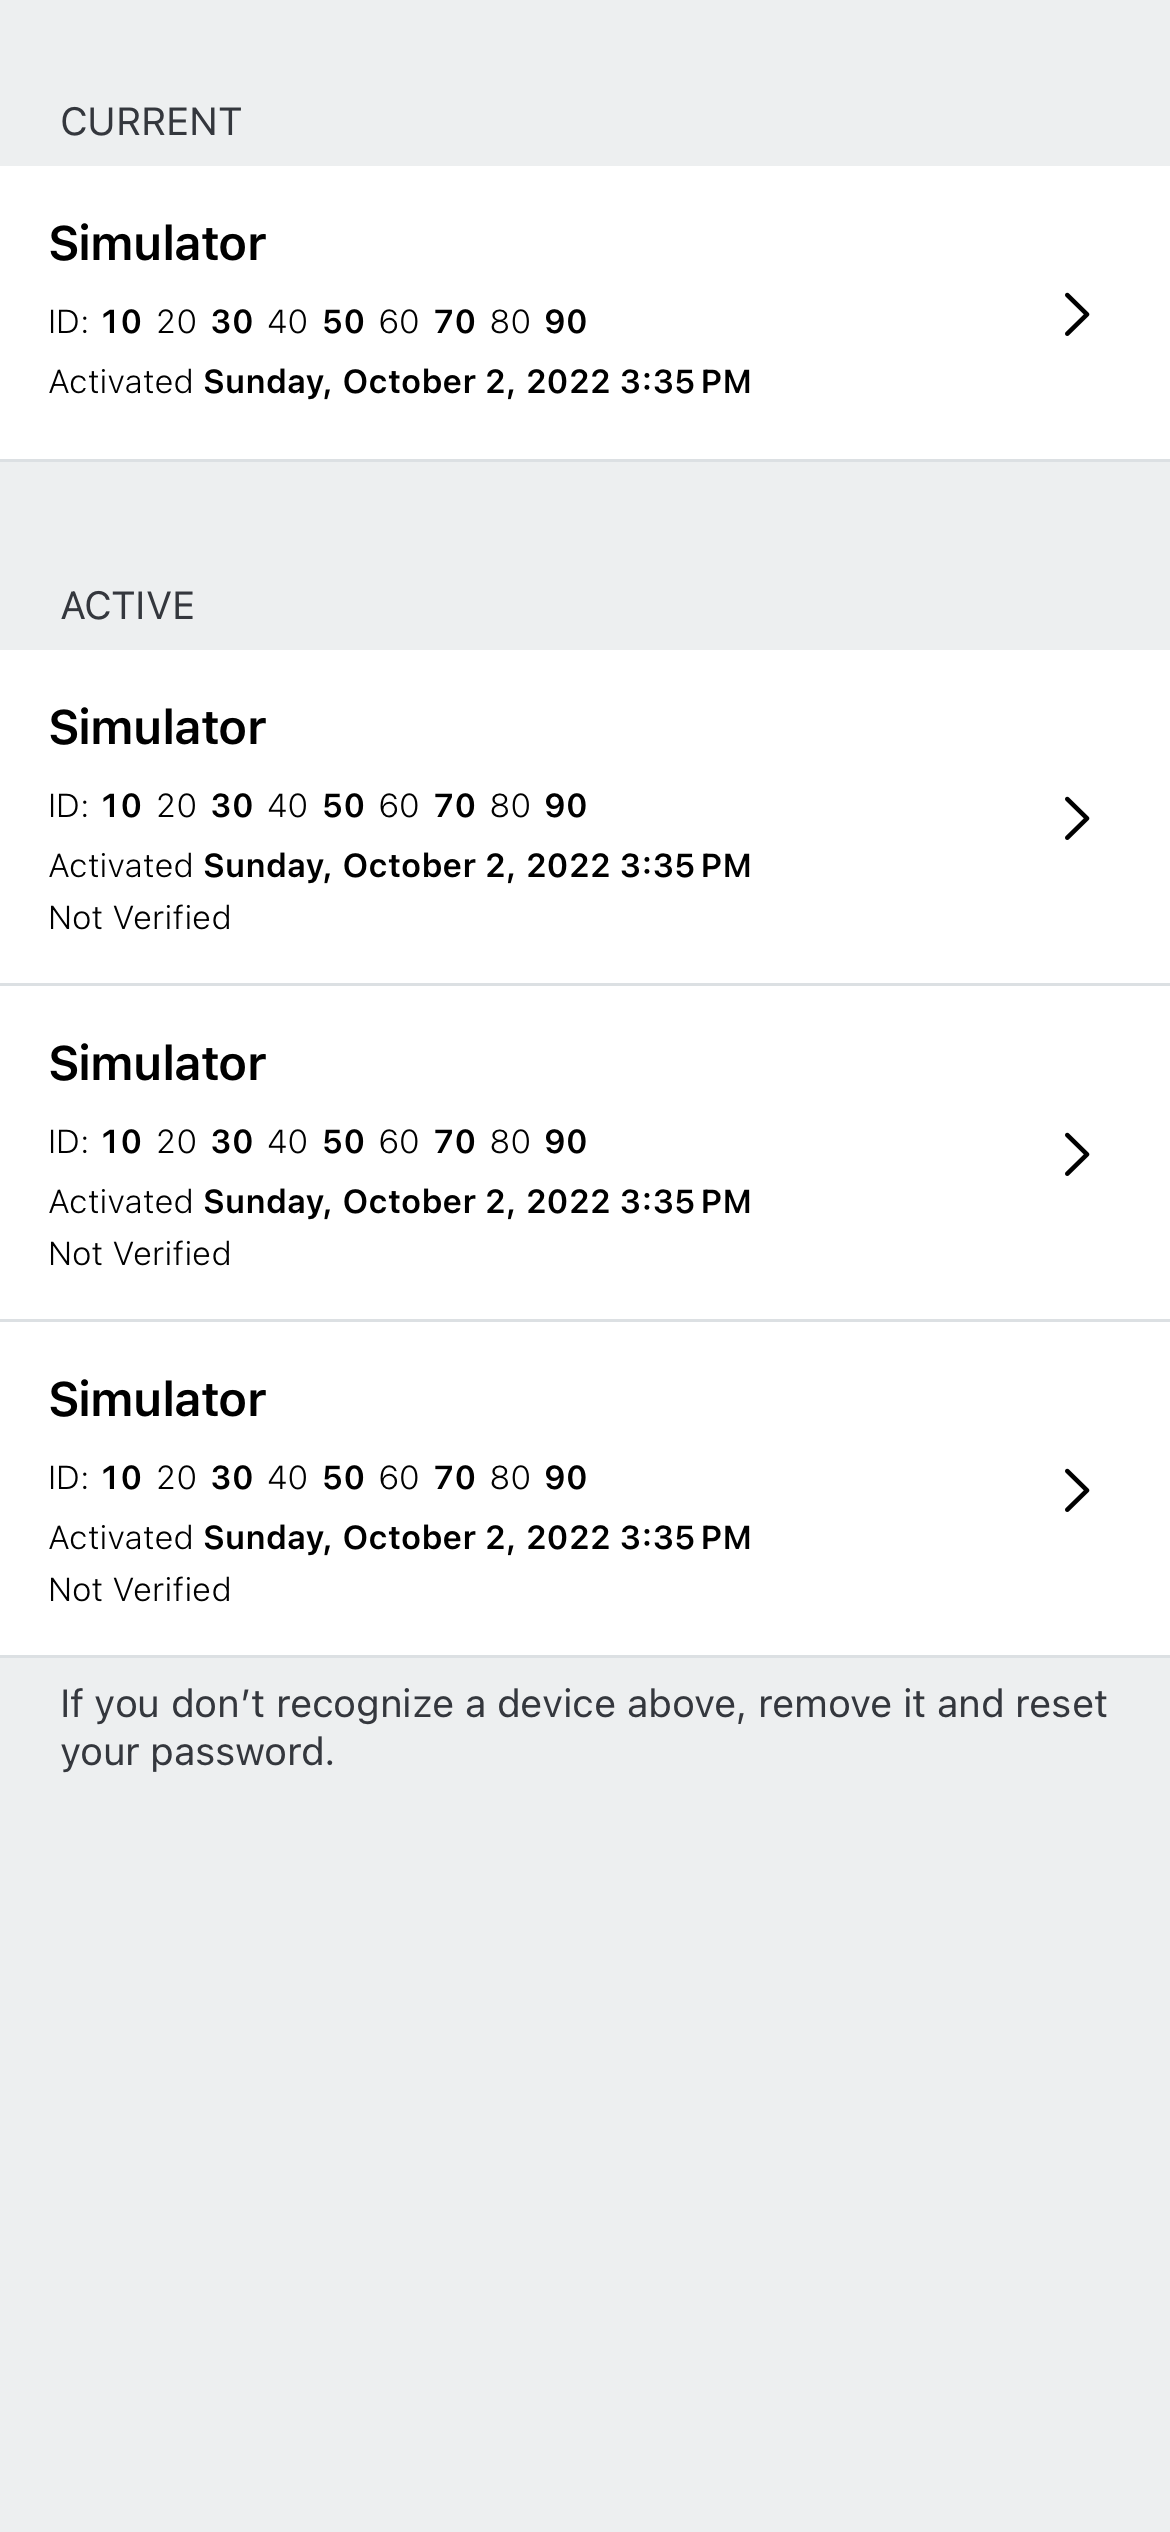 CURRENT
Simulator
ID: 10 20 30 40 50 60 70 80 90
Activated Sunday, October 2, 2022 3:35 PM
ACTIVE
Simulator
ID: 10 20 30 40 50 60 70 80 90
Activated Sunday, October 2, 2022 3:35 PM
Not Verified
Simulator
ID: 10 20 30 40 50 60 70 80 90
Activated Sunday, October 2, 2022 3:35 PM
Not Verified
Simulator
ID: 10 20 30 40 50 60 70 80 90
Activated Sunday, October 2, 2022 3:35 PM
Not Verified
If you don’t recognize a device above, remove it and reset
your password.